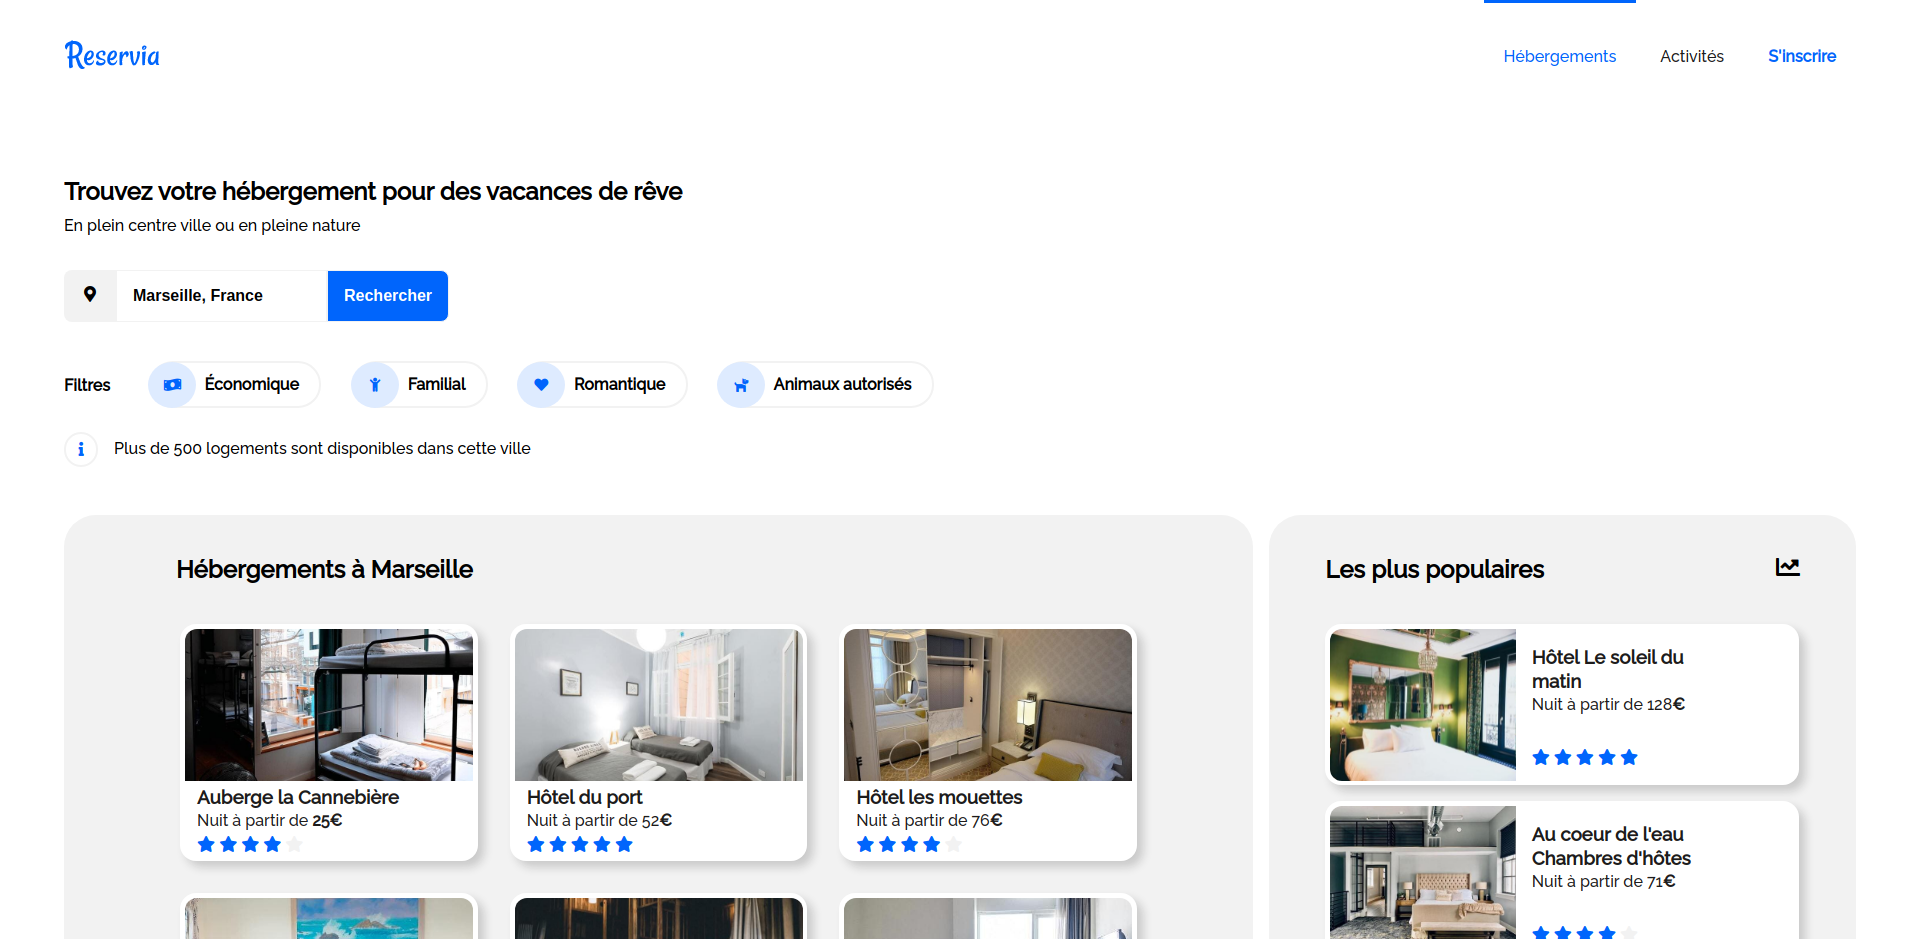 Reservia
Hébergements
Activités
S'inscrire
Trouvez votre hébergement pour des vacances de rêve
En plein centre ville ou en pleine nature
Marseille, France
Rechercher
Filtres
Économique
Familial
Romantique
Animaux autorisés
Plus de 500 logements sont disponibles dans cette ville
Hébergements à Marseille
Auberge la Cannebière
Nuit à partir de 25€
Hôtel du port
Nuit à partir de 52€
Hôtel les mouettes
Nuit à partir de 76€
Les plus populaires
Hôtel Le soleil du
matin
Nuit à partir de 128€
Au coeur de l'eau
Chambres d'hôtes
Nuit à partir de 71€